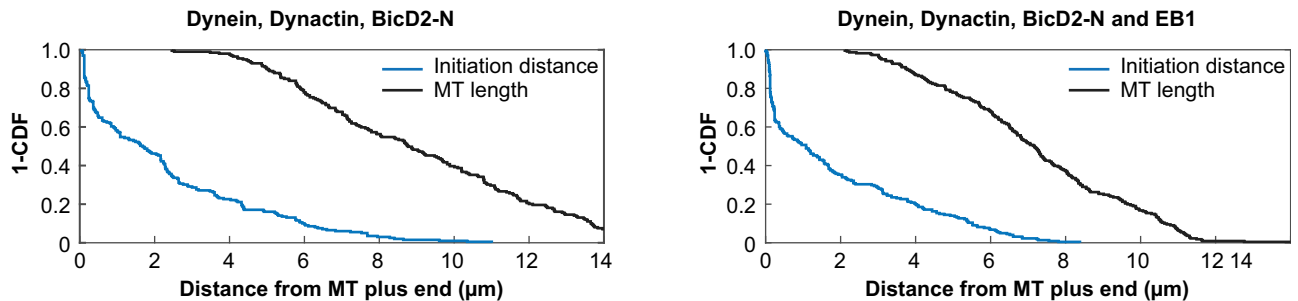 Dynein, Dynactin, BicD2-N
1-CDF
1.0
0.8
0.6
0.4
0.2
0
Initiation distance
MT length
0 2 4 6 8 10 12 14
Distance from MT plus end (µm)
Dynein, Dynactin, BicD2-N and EB1
1-CDF
1.0
0.8
0.6
0.4
0.2
0
Initiation distance
MT length
0 2 4 6 8 10 12 14
Distance from MT plus end (µm)